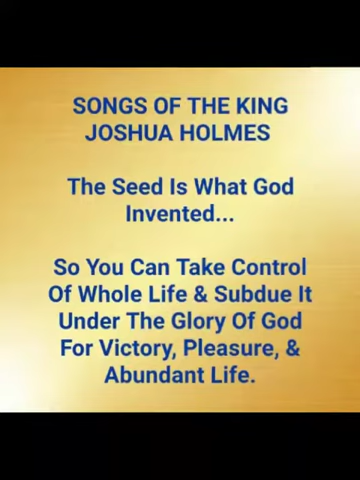 SONGS OF THE KING
JOSHUA HOLMES
The Seed Is What God
Invented...
So You Can Take Control
Of Whole Life & Subdue It
Under The Glory Of God
For Victory, Pleasure, &
Abundant Life.